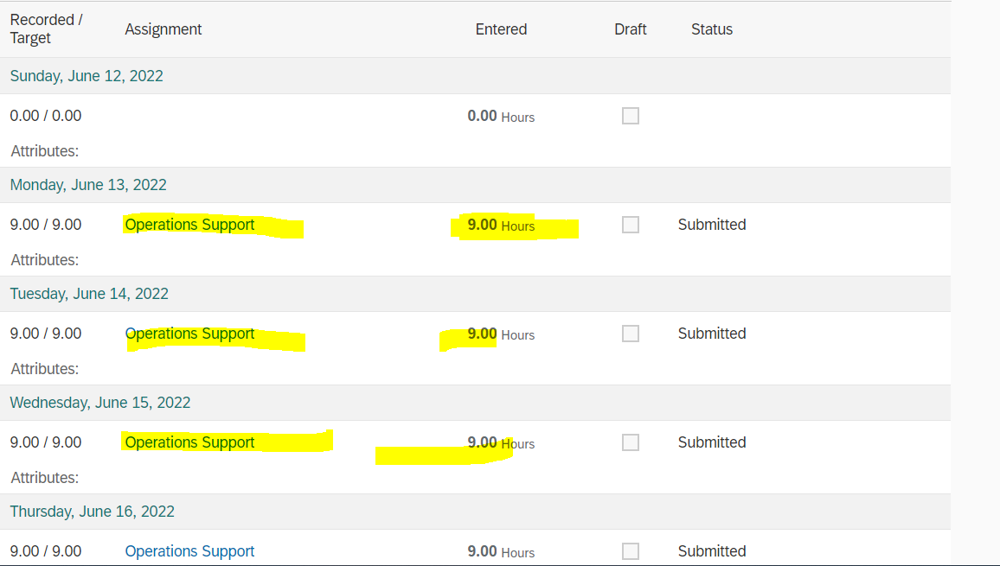 Recorded /
Target Assignment Entered Draft Status
Sunday, June 12, 2022
0.00 / 0.00 0.00 Hours
Attributes:
Monday, June 13, 2022
9.00 / 9.00 Operations Support 9.00 Hours Submitted
Attributes:
Tuesday, June 14, 2022
9.00 / 9.00 Operations Support 9.00 Hours Submitted
Attributes:
Wednesday, June 15, 2022
9.00 / 9.00 Operations Support 9.00 Hours Submitted
Attributes:
Thursday, June 16, 2022
9.00 / 9.00 Operations Support 9.00 Hours Submitted